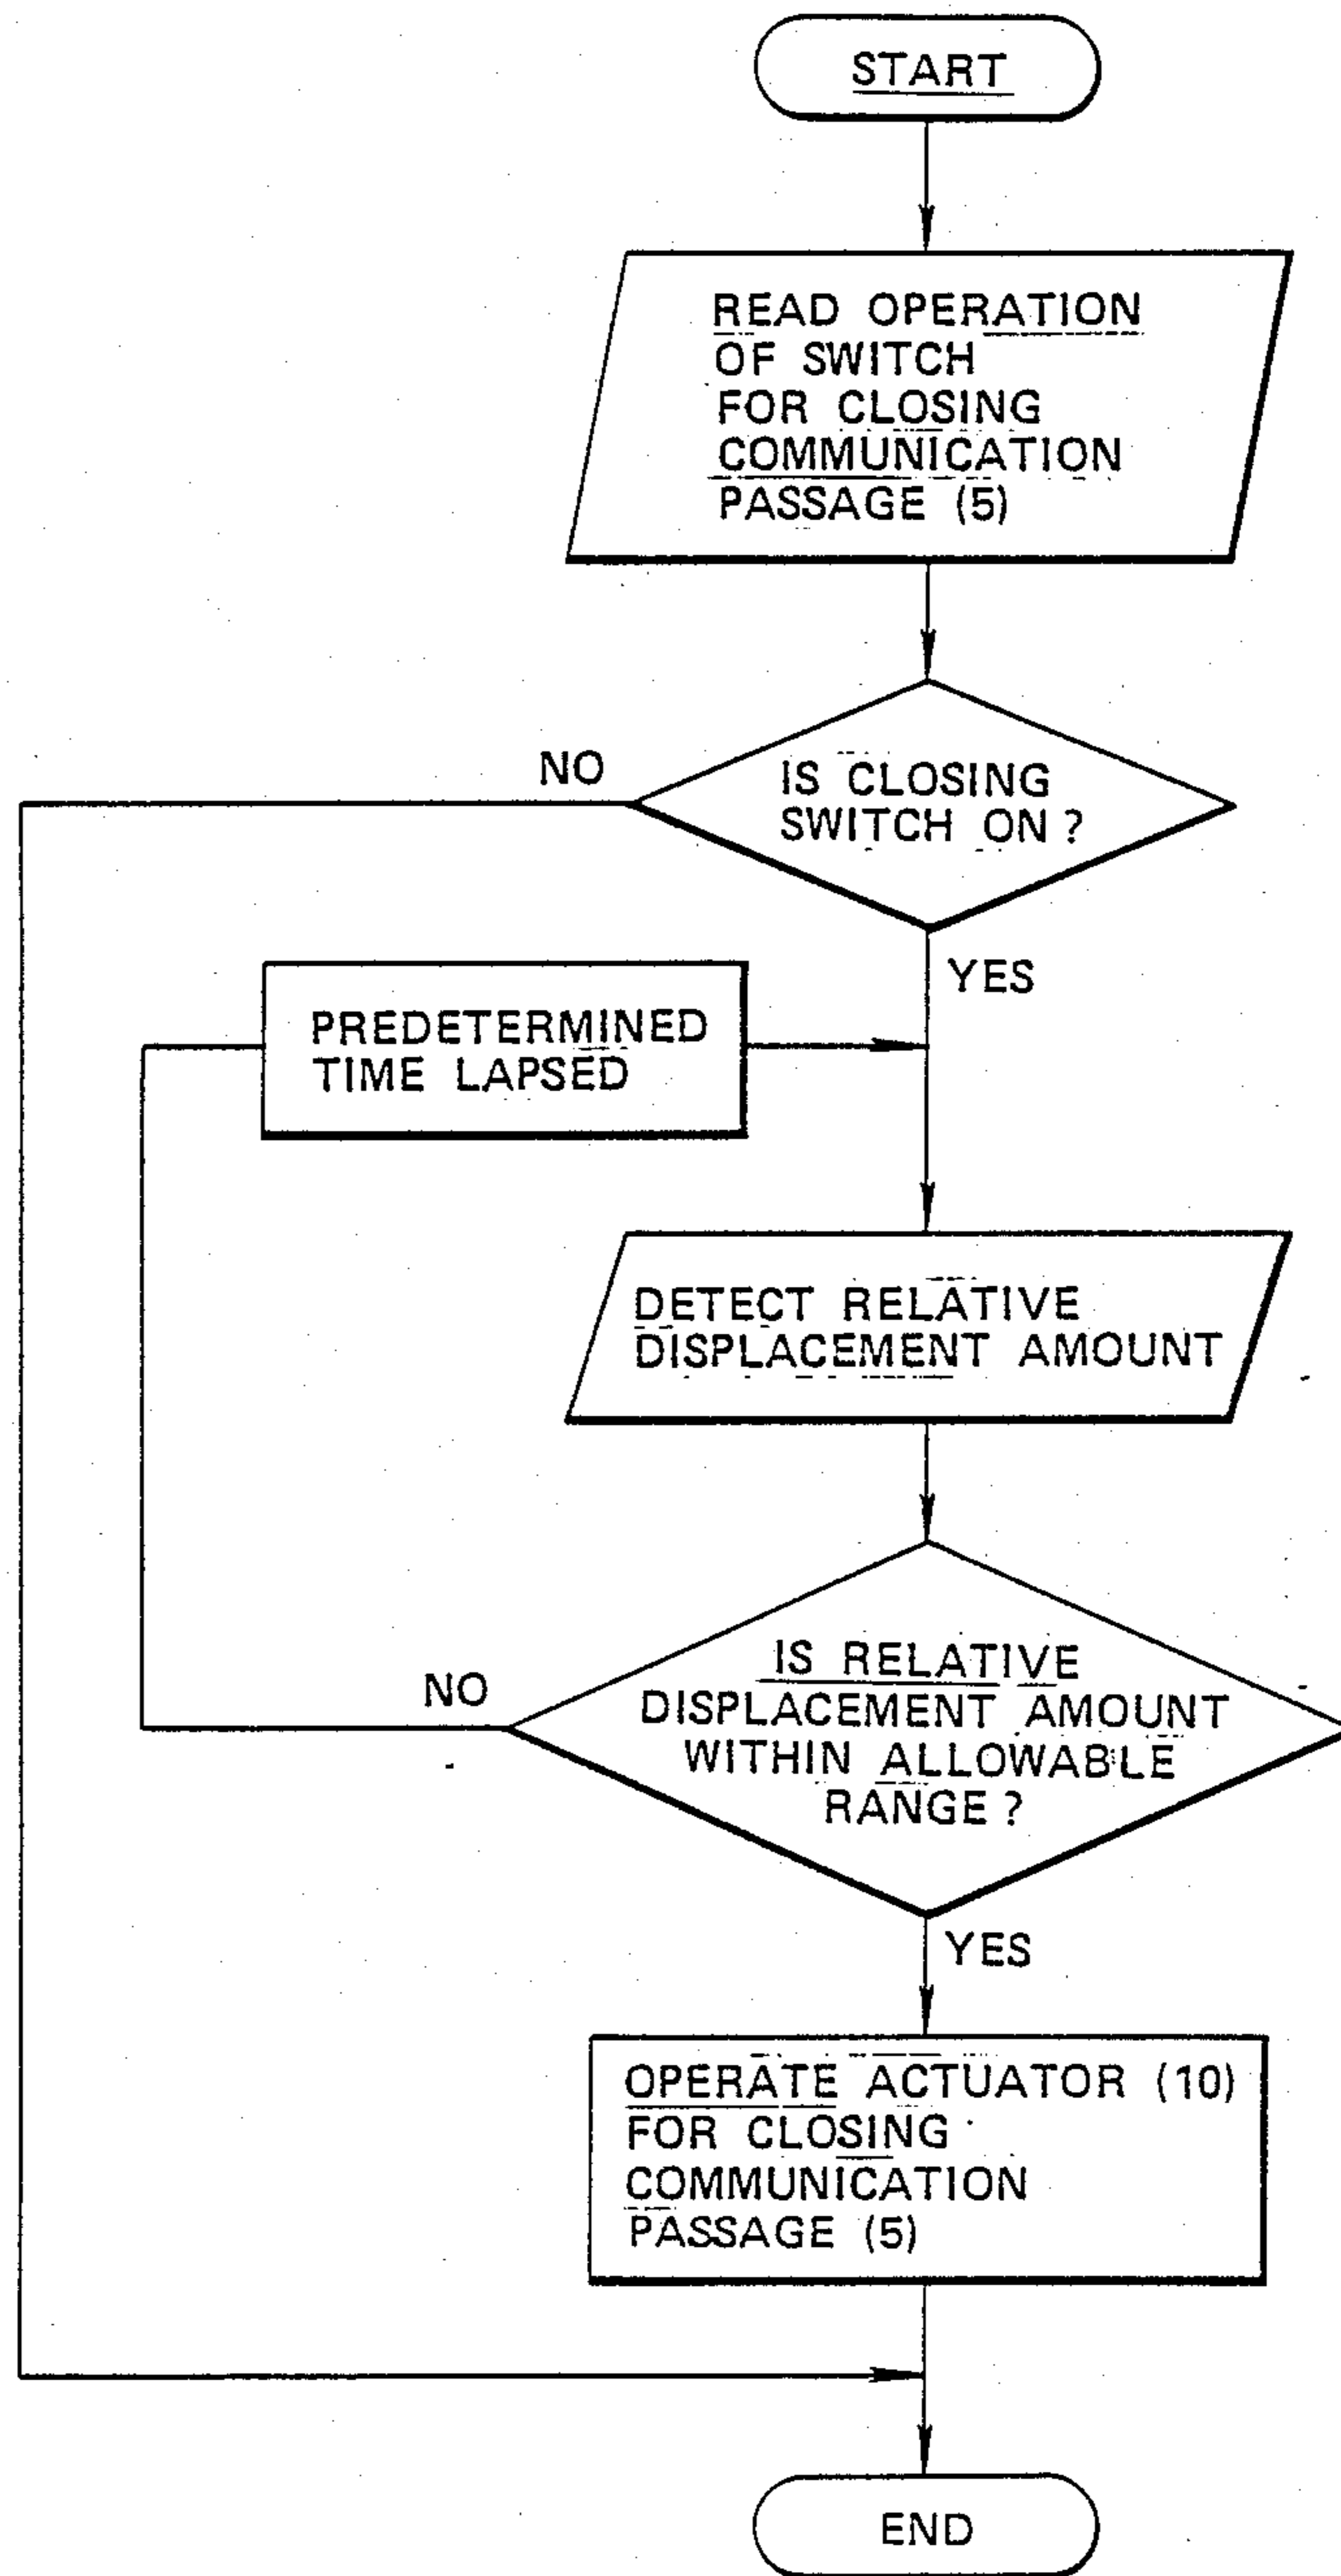 START
READ OPERATION
OF SWITCH
FOR CLOSING
COMMUNICATION
PASSAGE (5)
NO
IS CLOSING
SWITCH ON ?
YES
PREDETERMINED
TIME LAPSED
DETECT RELATIVE
DISPLACEMENT AMOUNT
NO
IS RELATIVE
DISPLACEMENT AMOUNT
WITHIN ALLOWABLE
RANGE ?
YES
OPERATE ACTUATOR (10)
FOR CLOSING
COMMUNICATION
PASSAGE (5)
END